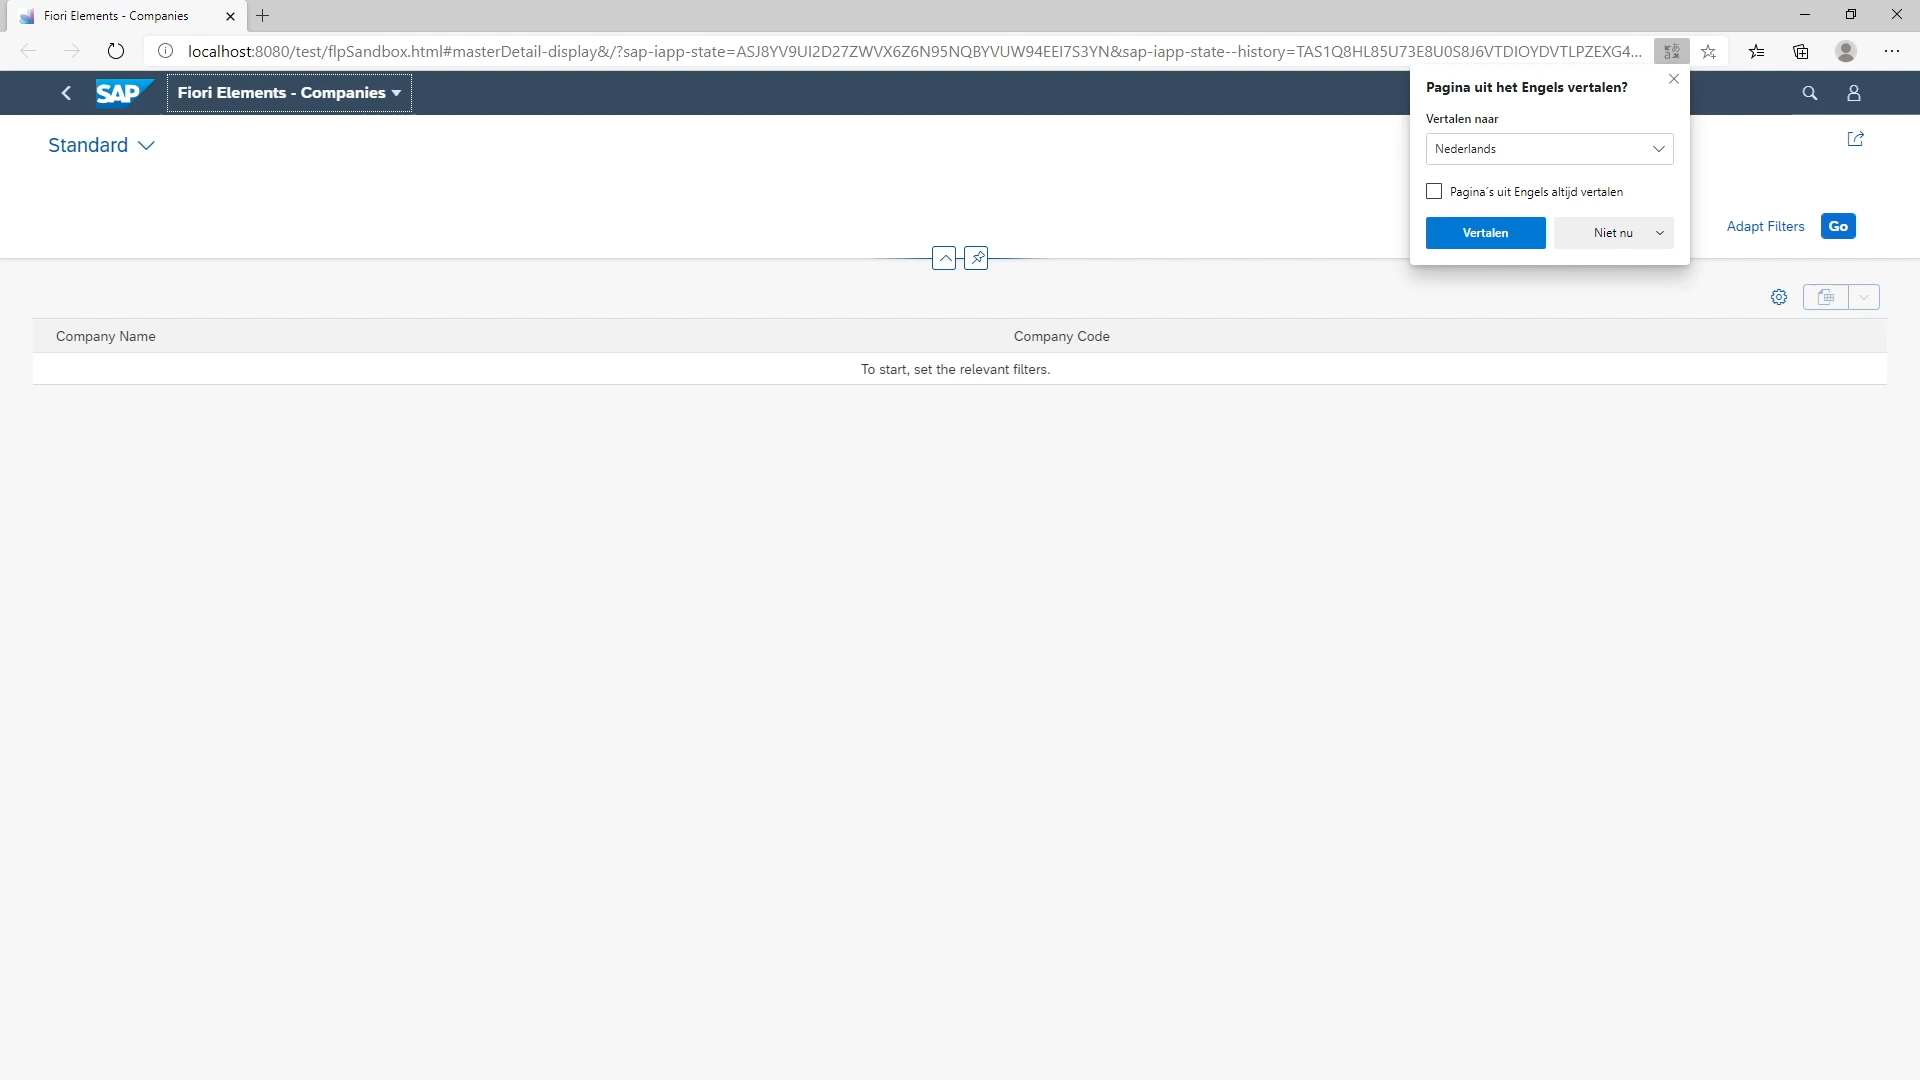 Fiori Elements - Companies
localhost:8080/test/flpSandbox.html#masterDetail-display&/?sap-iapp-state=ASJ8YV9UI2D27ZWVX6Z6N95NQBYVUW94EEI7S3YN&sap-iapp-state--history=TAS1Q8HL85U73E8U0S8J6VTDIOYDVTLPZEXG4...
SAP
Fiori Elements - Companies
Pagina uit het Engels vertalen?
Vertalen naar
Nederlands
Pagina's uit Engels altijd vertalen
Vertalen
Niet nu
Standard
Adapt Filters
Go
Company Name
Company Code
To start, set the relevant filters.